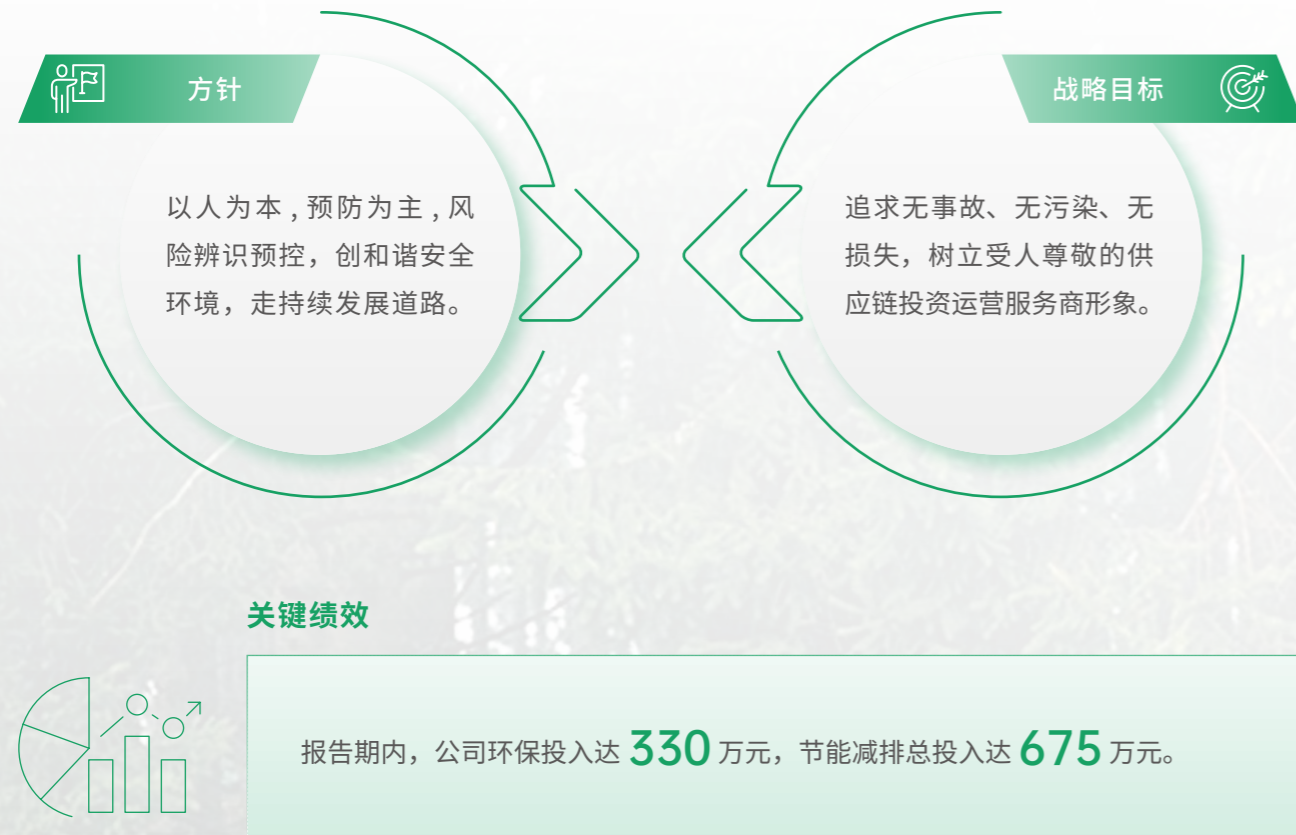 方针
以人为本,预防为主,风
险辨识预控，创和谐安全
环境，走持续发展道路。
战略目标
追求无事故、无污染、无
损失，树立受人尊敬的供
应链投资运营服务商形象。
关键绩效
报告期内，公司环保投入达 330 万元，节能减排总投入达 675 万元。